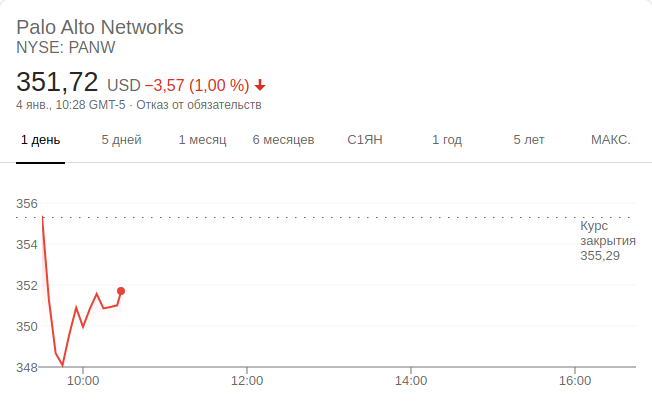 Palo Alto Networks
NYSE: PANW
351,72 USD −3,57 (1,00 %)
4 янв., 10:28 GMT-5 · Отказ от обязательств
1 день 5 дней 1 месяц 6 месяцев С1ЯН 1 год 5 лет МАКС.
356
354
352
350
348
Курс
закрытия
355,29
10:00 12:00 14:00 16:00